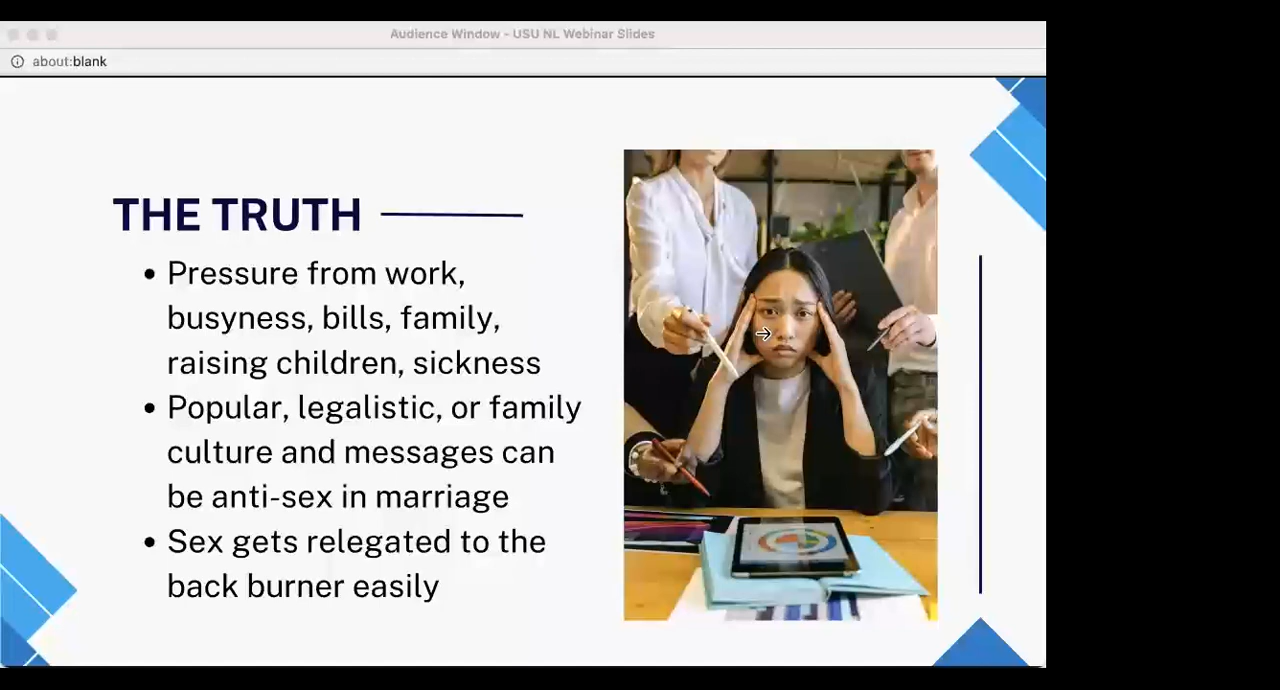 Audience Window - USU NL Webinar Slides
about:blank
THE TRUTH
• Pressure from work,
busyness, bills, family,
raising children, sickness
• Popular, legalistic, or family
culture and messages can
be anti-sex in marriage
• Sex gets relegated to the
back burner easily